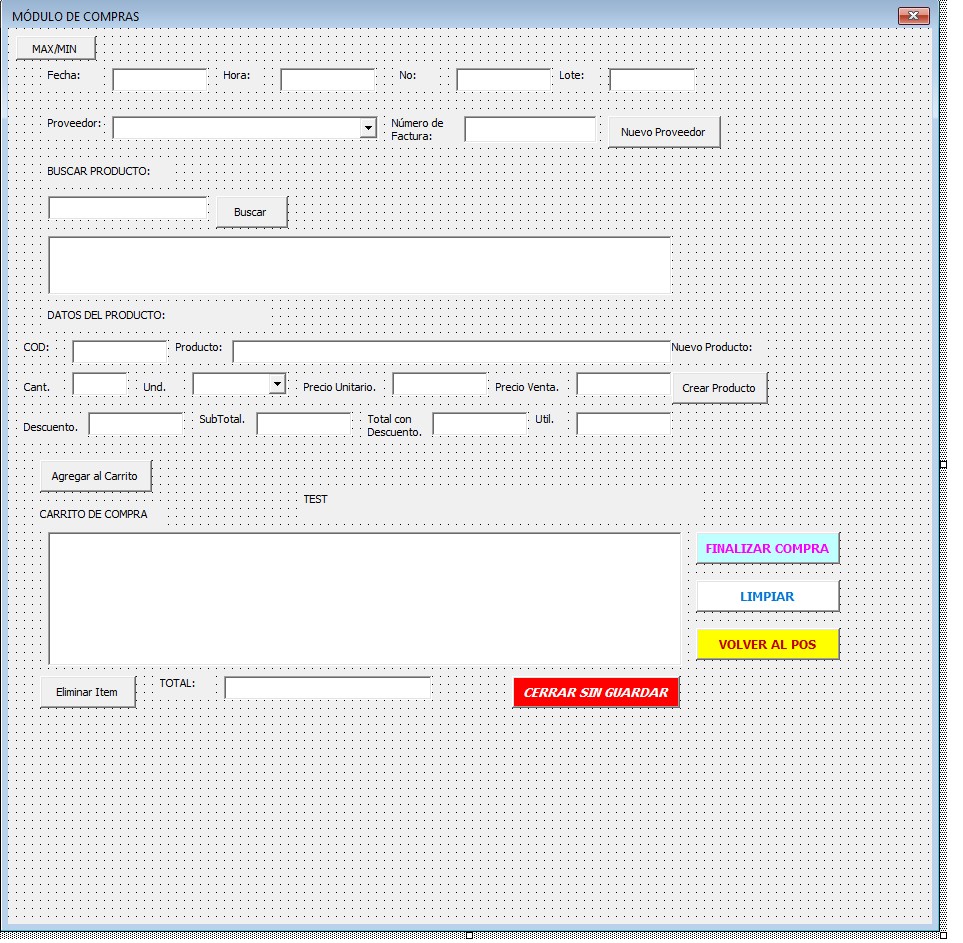 MÓDULO DE COMPRAS
MAX/MIN
Fecha:
Hora:
No:
Lote:
Proveedor:
Número de
Factura:
Nuevo Proveedor
BUSCAR PRODUCTO:
Buscar
DATOS DEL PRODUCTO:
COD:
Producto:
Nuevo Producto:
Cant.
Und.
Precio Unitario.
Precio Venta.
Crear Producto
Descuento.
SubTotal.
Total con
Descuento.
Util.
Agregar al Carrito
TEST
CARRITO DE COMPRA
FINALIZAR COMPRA
LIMPIAR
VOLVER AL POS
Eliminar Item
TOTAL:
CERRAR SIN GUARDAR